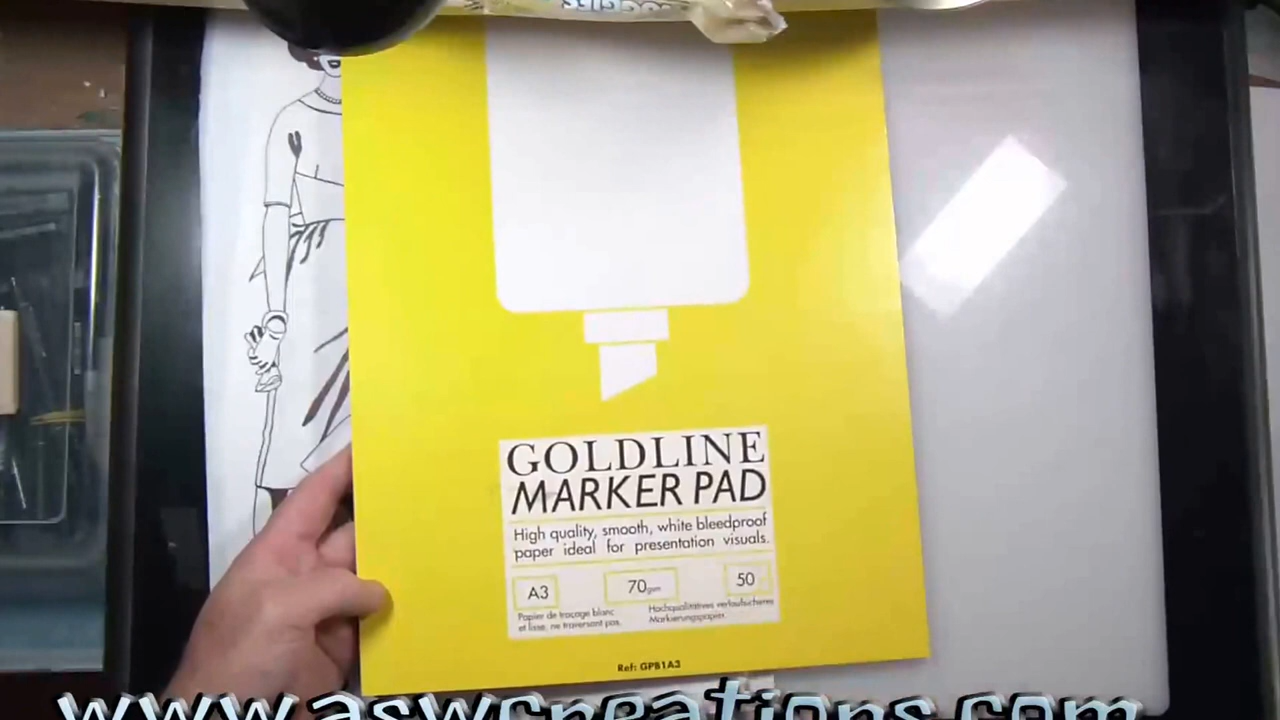 GOLDLINE
MARKER PAD
High quality, smooth, white bleedproof
paper ideal for presentation visuals.
A3
70gsm
50
Papier de traçage blanc
et lisse, ne traversant pas.
Hochqualitatives verlaufsicheres
Markierungspapier.
Ref: GPB1A3
www.aswcreations.com